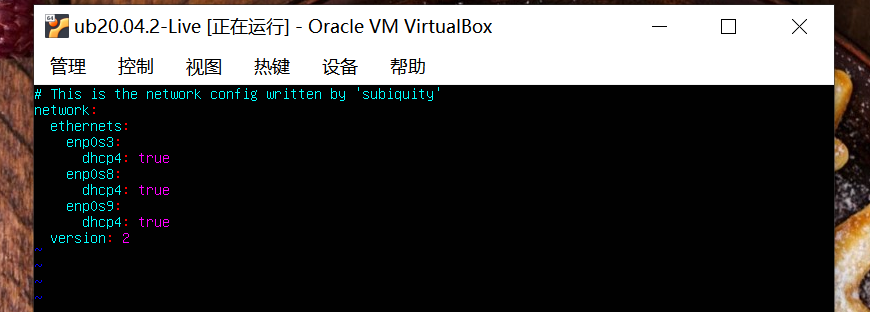 64
ub20.04.2-Live [正在运行] - Oracle VM VirtualBox
管理 控制 视图 热键 设备 帮助
# This is the network config written by 'subiquity'
network:
  ethernets:
    enp0s3:
      dhcp4: true
    enp0s8:
      dhcp4: true
    enp0s9:
      dhcp4: true
  version: 2
~
~
~
~